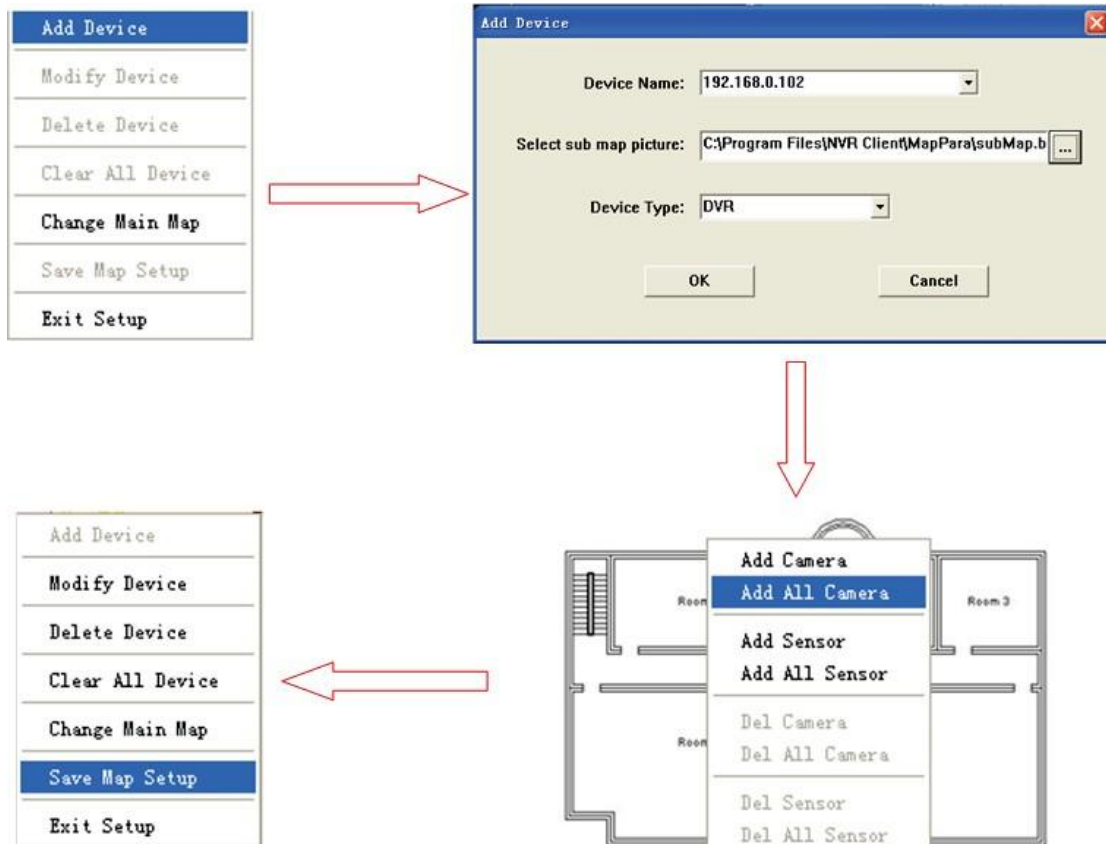 Add Device
Modify Device
Delete Device
Clear All Device
Change Main Map
Save Map Setup
Exit Setup
Add Device
Device Name: 192.168.0.102
Select sub map picture: C:\Program Files\NVR Client\MapPara\subMap.b ...
Device Type: DVR
OK Cancel
Add Camera
Add All Camera
Add Sensor
Add All Sensor
Del Camera
Del All Camera
Del Sensor
Del All Sensor
Room
Room 3
Room
Add Device
Modify Device
Delete Device
Clear All Device
Change Main Map
Save Map Setup
Exit Setup